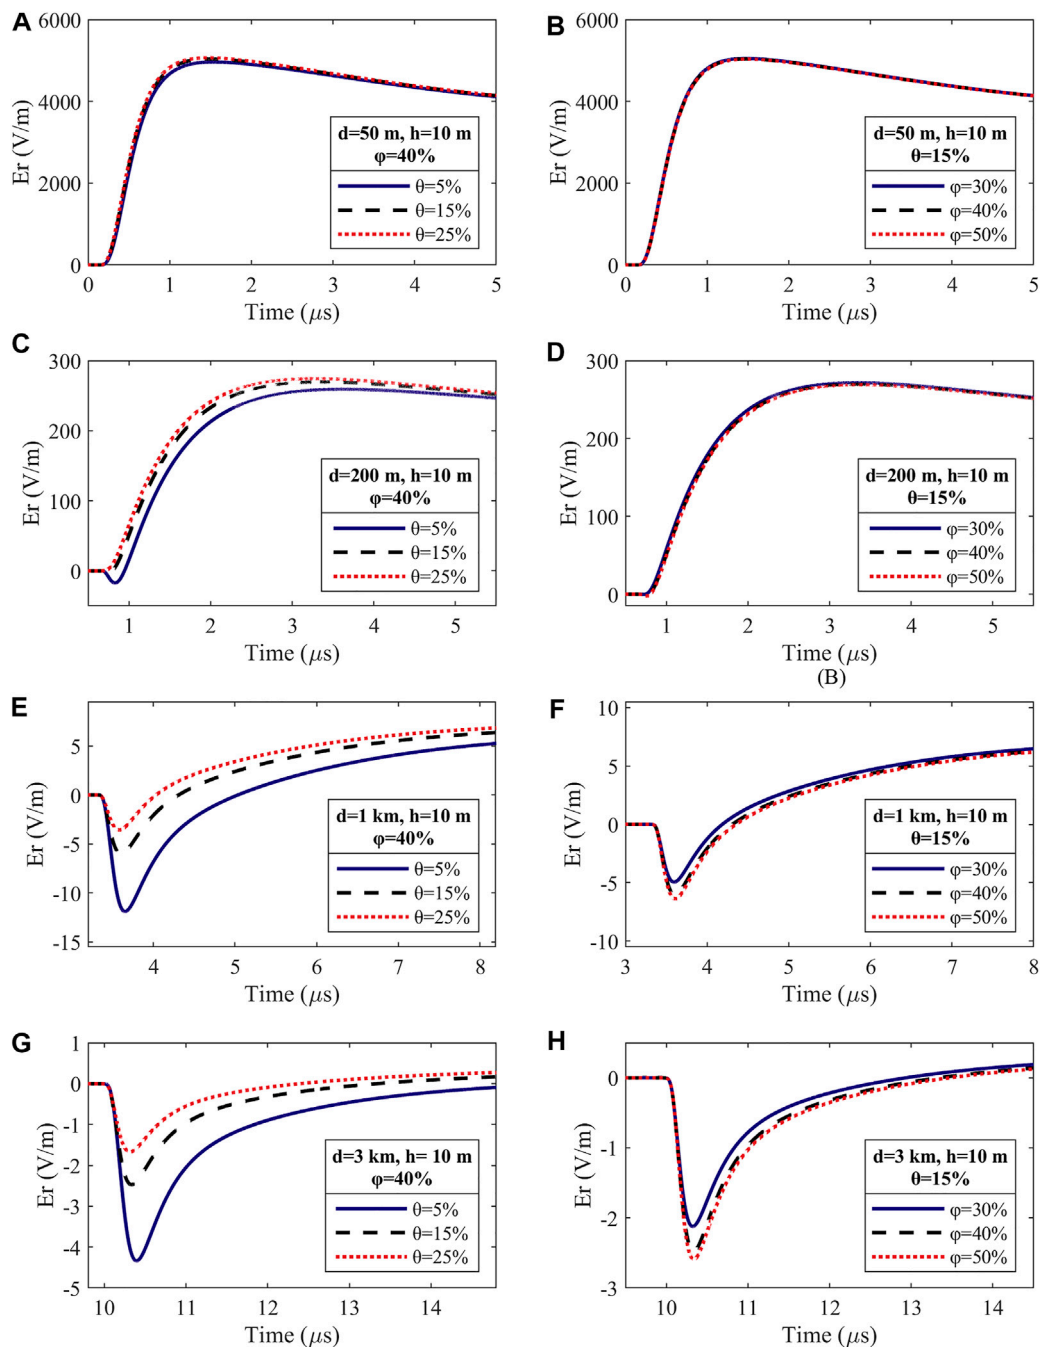 A
6000
4000
2000
0
Er (V/m)
0
1
2
3
4
5
Time (μs)
d=50 m, h=10 m
φ=40%
θ=5%
θ=15%
θ=25%
B
6000
4000
2000
0
Er (V/m)
1
2
3
4
5
Time (μs)
d=50 m, h=10 m
θ=15%
φ=30%
φ=40%
φ=50%
C
300
200
100
0
Er (V/m)
1
2
3
4
5
Time (μs)
d=200 m, h=10 m
φ=40%
θ=5%
θ=15%
θ=25%
D
300
200
100
0
Er (V/m)
1
2
3
4
5
Time (μs)
(B)
d=200 m, h=10 m
θ=15%
φ=30%
φ=40%
φ=50%
E
5
0
-5
-10
-15
Er (V/m)
4
5
6
7
8
Time (μs)
d=1 km, h=10 m
φ=40%
θ=5%
θ=15%
θ=25%
F
10
5
0
-5
-10
Er (V/m)
3
4
5
6
7
8
Time (μs)
d=1 km, h=10 m
θ=15%
φ=30%
φ=40%
φ=50%
G
1
0
-1
-2
-3
-4
-5
Er (V/m)
10
11
12
13
14
Time (μs)
d=3 km, h= 10 m
φ=40%
θ=5%
θ=15%
θ=25%
H
0
-1
-2
-3
Er (V/m)
10
11
12
13
14
Time (μs)
d=3 km, h=10 m
θ=15%
φ=30%
φ=40%
φ=50%